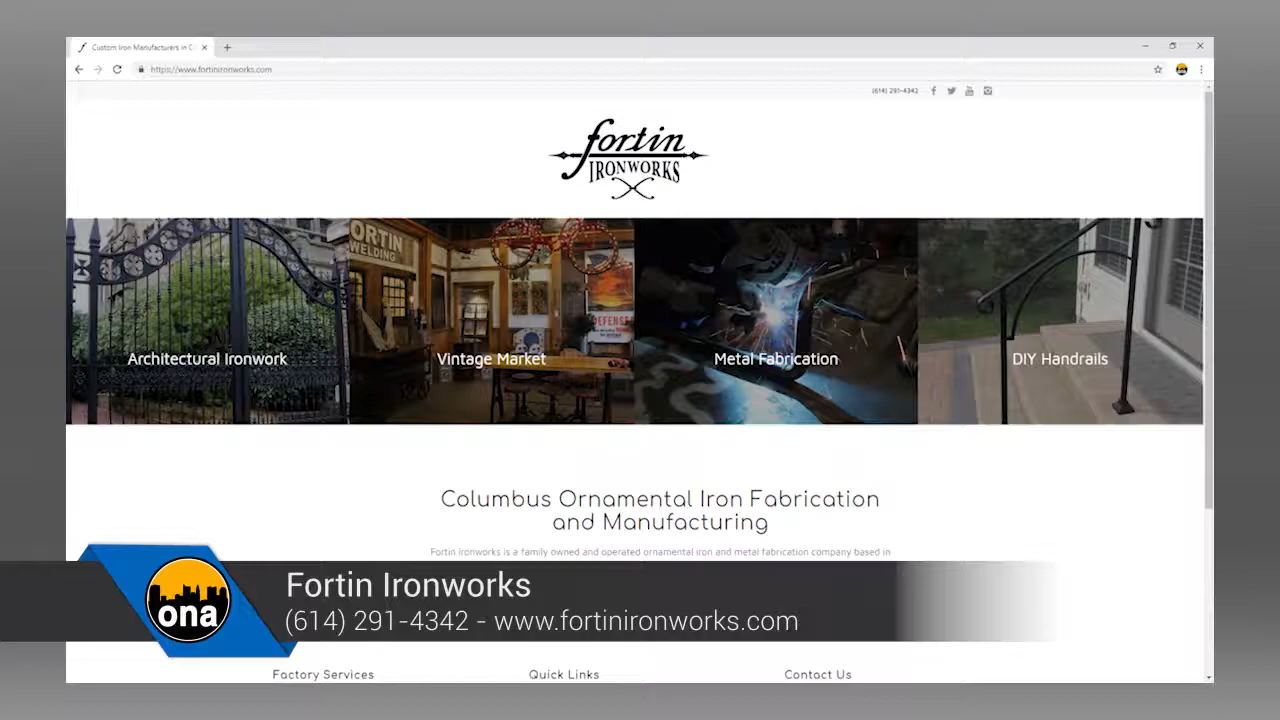 Custom Iron Manufacturers in C
https://www.fortinironworks.com
(614) 291-4342
fortin
IRONWORKS
FORTIN
WELDING
DEFENSE
Architectural Ironwork
Vintage Market
Metal Fabrication
DIY Handrails
Columbus Ornamental Iron Fabrication
and Manufacturing
Fortin Ironworks is a family owned and operated ornamental iron and metal fabrication company based in
ona
Fortin Ironworks
(614) 291-4342 - www.fortinironworks.com
Factory Services
Quick Links
Contact Us